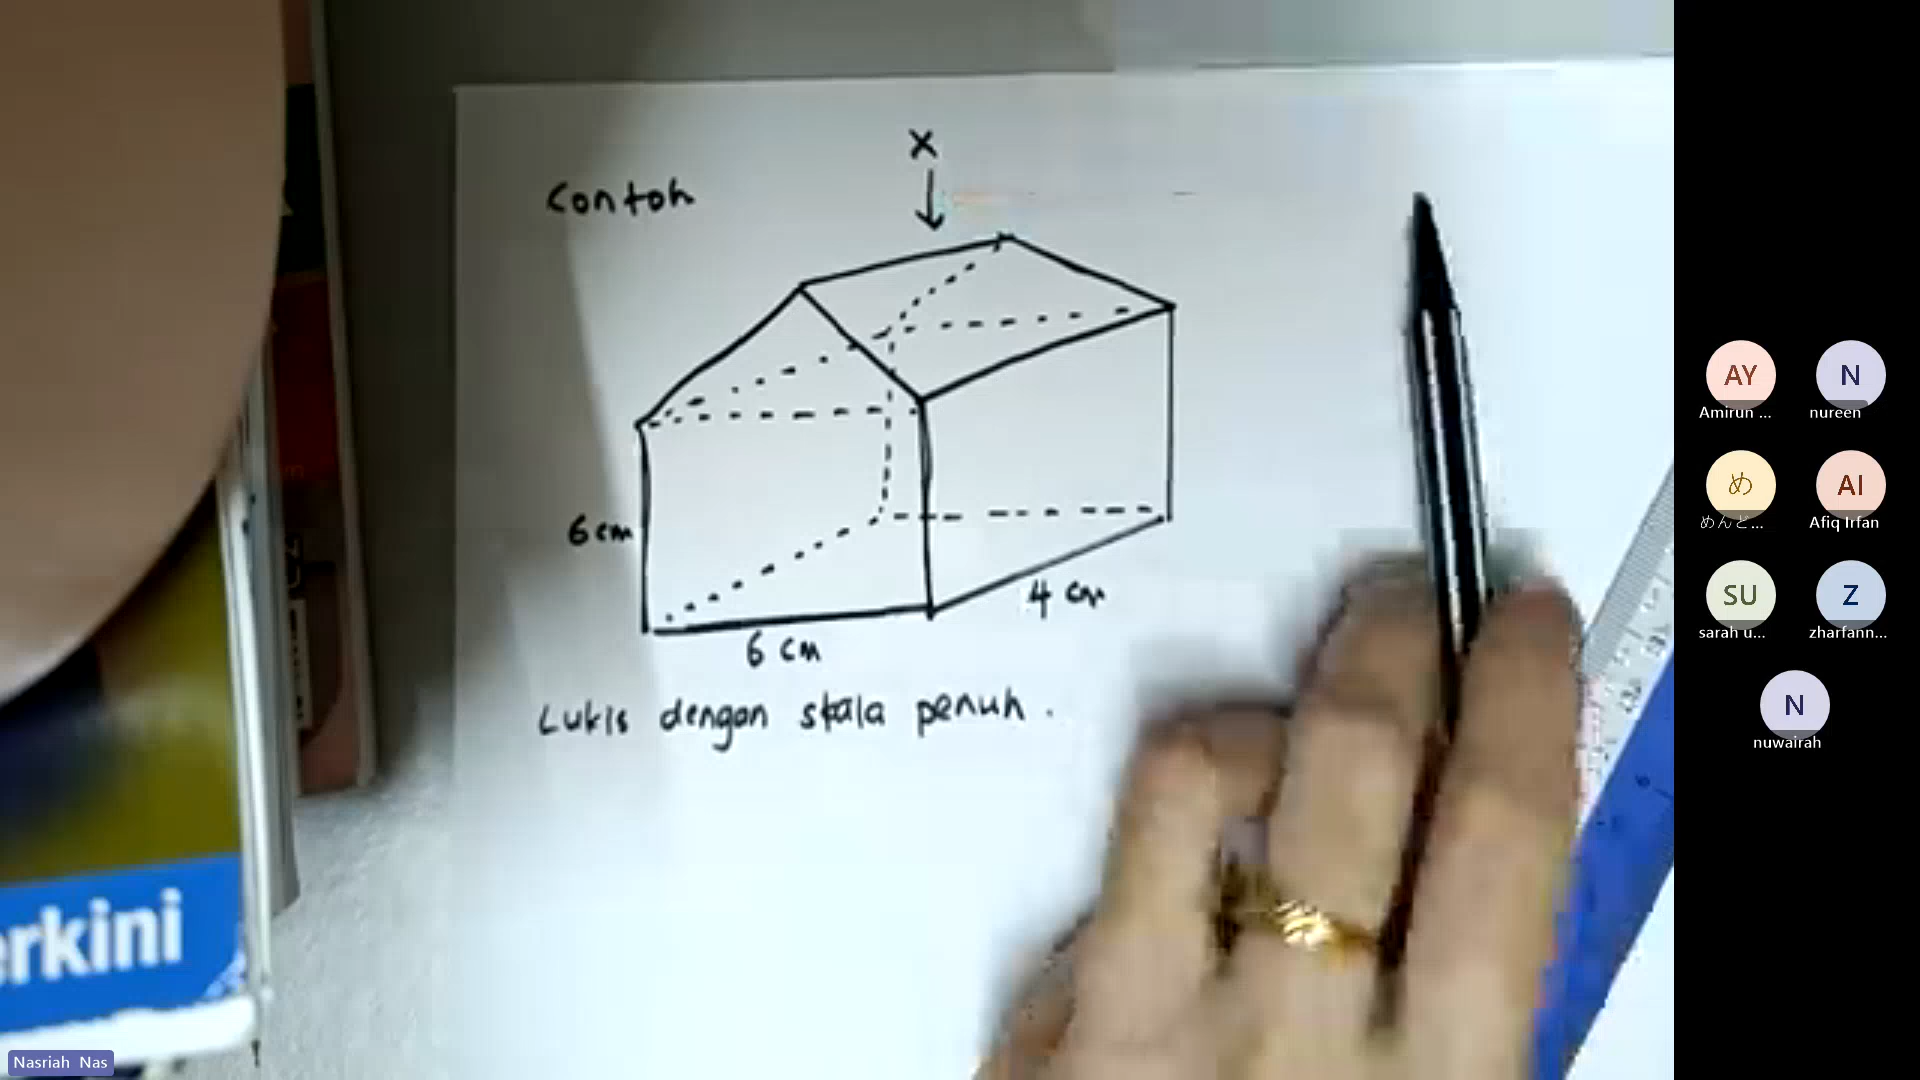 X
Contoh
6 cm
4 cm
6 cm
Lukis dengan skala penuh.
erkini
Nasriah Nas
AY
Amirun ...
N
nureen
め
めんど...
AI
Afiq Irfan
SU
sarah u...
Z
zharfann...
N
nuwairah